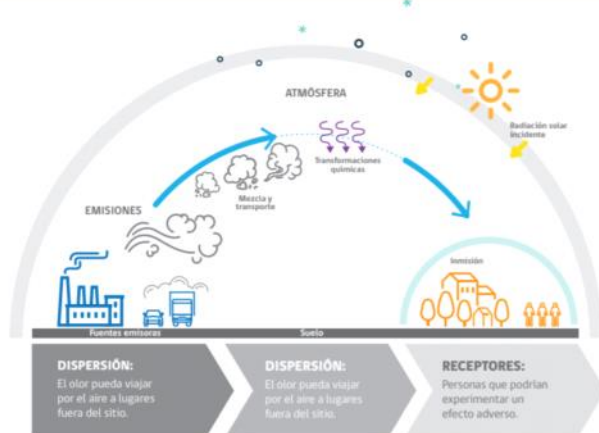 ATMÓSFERA
Radiación solar
incidente
Transformaciones
químicas
Mezcla y
transporte
EMISIONES
Inmisión
Fuentes emisoras
Suelo
DISPERSIÓN:
El olor pueda viajar
por el aire a lugares
fuera del sitio.
DISPERSIÓN:
El olor pueda viajar
por el aire a lugares
fuera del sitio.
RECEPTORES:
Personas que podrían
experimentar un
efecto adverso.